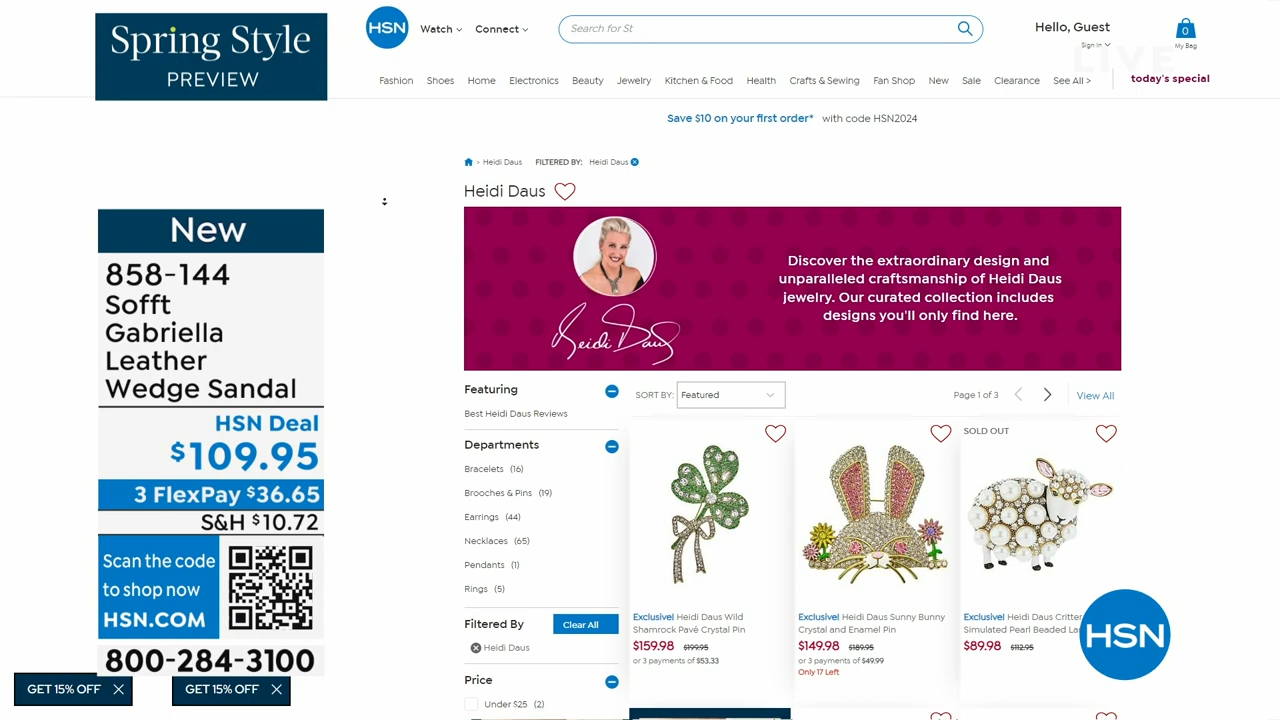 Spring Style
PREVIEW
HSN
Watch
Connect
Search for St
Hello, Guest
Sign In
0
My Bag
LIVE
Fashion Shoes Home Electronics Beauty Jewelry Kitchen & Food Health Crafts & Sewing Fan Shop New Sale Clearance See All >
today's special
Save $10 on your first order* with code HSN2024
> Heidi Daus FILTERED BY: Heidi Daus
Heidi Daus
Discover the extraordinary design and
unparalleled craftsmanship of Heidi Daus
jewelry. Our curated collection includes
designs you'll only find here.
Heidi Daus
New
858-144
Sofft
Gabriella
Leather
Wedge Sandal
HSN Deal
$109.95
3 FlexPay $36.65
S&H $10.72
Scan the code
to shop now
HSN.COM
800-284-3100
GET 15% OFF
GET 15% OFF
Featuring
Best Heidi Daus Reviews
Departments
Bracelets (16)
Brooches & Pins (19)
Earrings (44)
Necklaces (65)
Pendants (1)
Rings (5)
Filtered By
Clear All
Heidi Daus
Price
Under $25 (2)
SORT BY: Featured
Page 1 of 3
View All
Exclusive! Heidi Daus Wild
Shamrock Pavé Crystal Pin
$159.98 $199.95
or 3 payments of $53.33
Exclusive! Heidi Daus Sunny Bunny
Crystal and Enamel Pin
$149.98 $189.95
or 3 payments of $49.99
Only 17 Left
SOLD OUT
Exclusive! Heidi Daus Critter
Simulated Pearl Beaded La
$89.98 $112.95
HSN